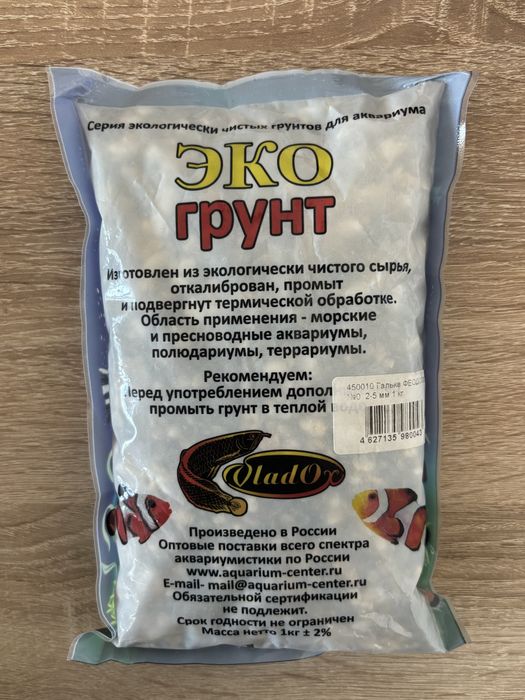 Серия экологически чистых грунтов для аквариума
ЭКО
грунт
Изготовлен из экологически чистого сырья,
откалиброван, промыт
и подвергнут термической обработке.
Область применения - морские
и пресноводные аквариумы,
полюдариумы, террариумы.
Рекомендуем:
Перед употреблением допол
промыть грунт в теплой
450010 Галька
№0 2-5 мм 1 кг
4 627135 980043
VladOx
Произведено в России
Оптовые поставки всего спектра
аквариумистики по России
www.aquarium-center.ru
E-mail- mail@aquarium-center.ru
Обязательной сертификации
не подлежит.
Срок годности не ограничен
Масса нетто 1кг ± 2%